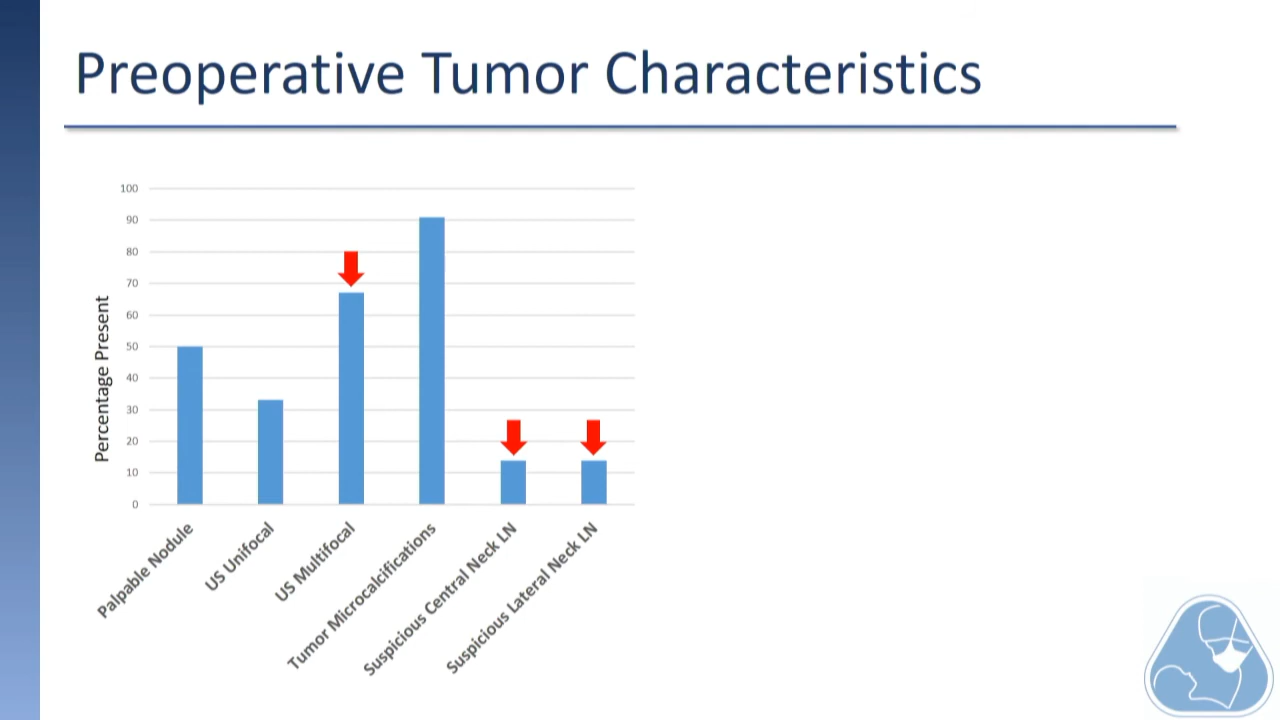 Preoperative Tumor Characteristics
Percentage Present
100
90
80
70
60
50
40
30
20
10
0
Palpable Nodule
US Unifocal
US Multifocal
Tumor Microcalcifications
Suspicious Central Neck LN
Suspicious Lateral Neck LN